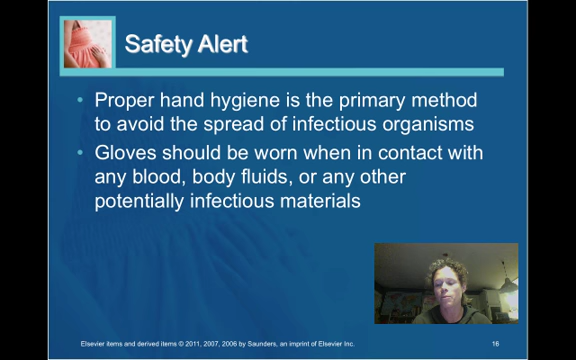 Safety Alert
• Proper hand hygiene is the primary method
to avoid the spread of infectious organisms
• Gloves should be worn when in contact with
any blood, body fluids, or any other
potentially infectious materials
Elsevier items and derived items © 2011, 2007, 2006 by Saunders, an imprint of Elsevier Inc.
16